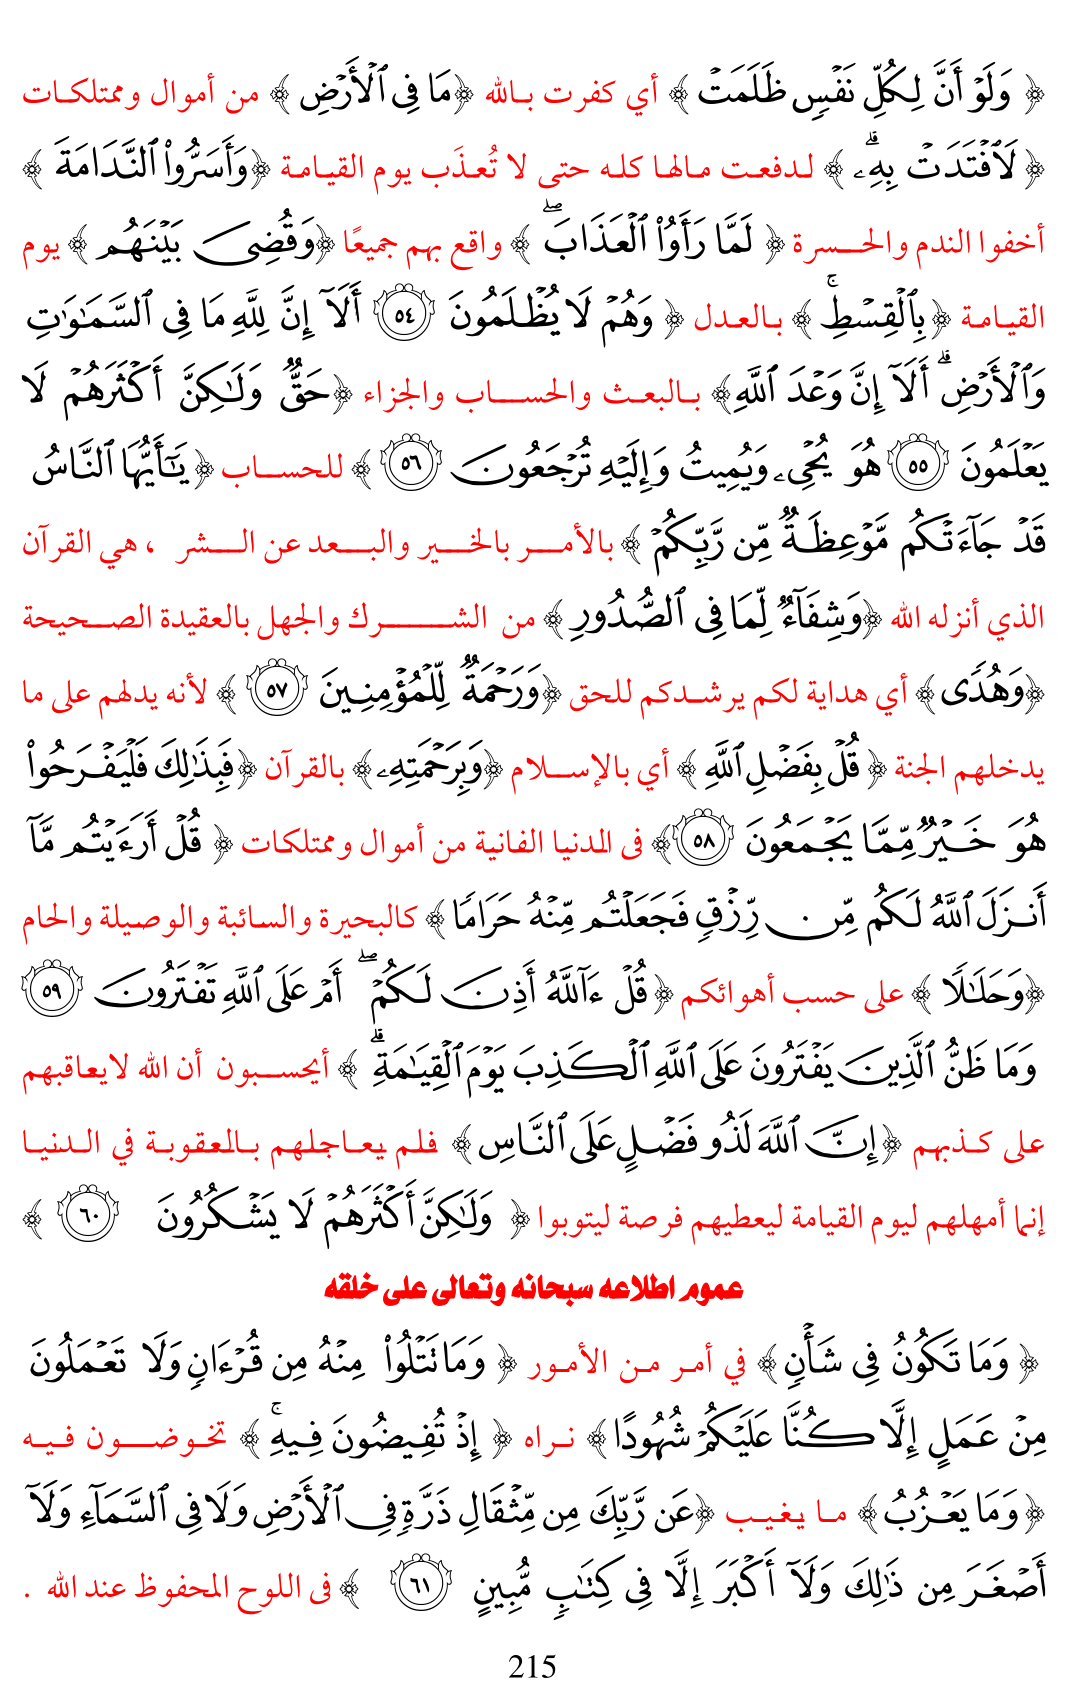 ﴿ وَلَوْ أَنَّ لِكُلِّ نَفْسٍ ظَلَمَتْ ﴾ أي كفرت بالله ﴿مَا فِي ٱلْأَرْضِ ﴾ من أموال وممتلكات
﴿ لَٱفْتَدَتْ بِهِۦ ۗ ﴾ لدفعت مالها كله حتى لا تُعذَب يوم القيامة ﴿وَأَسَرُّوا۟ ٱلنَّدَامَةَ ﴾
أخفوا الندم والحسرة ﴿ لَمَّا رَأَوُا۟ ٱلْعَذَابَ ۖ ﴾ واقع بهم جميعًا ﴿وَقُضِىَ بَيْنَهُم ﴾ يوم
القيامة ﴿بِٱلْقِسْطِ ۚ ﴾ بالعدل ﴿ وَهُمْ لَا يُظْلَمُونَ ٥٤ أَلَآ إِنَّ لِلَّهِ مَا فِى ٱلسَّمَـٰوَٰتِ
وَٱلْأَرْضِ ۗ أَلَآ إِنَّ وَعْدَ ٱللَّهِ﴾ بالبعث والحساب والجزاء ﴿حَقٌّ وَلَـٰكِنَّ أَكْثَرَهُمْ لَا
يَعْلَمُونَ ٥٥ هُوَ يُحْىِۦ وَيُمِيتُ وَإِلَيْهِ تُرْجَعُونَ ٥٦ ﴾ للحساب ﴿يَـٰٓأَيُّهَا ٱلنَّاسُ
قَدْ جَآءَتْكُم مَّوْعِظَةٌ مِّن رَّبِّكُمْ ﴾ بالأمر بالخير والبعد عن الشر ، هي القرآن
الذي أنزله الله ﴿وَشِفَآءٌ لِّمَا فِى ٱلصُّدُورِ ﴾ من الشرك والجهل بالعقيدة الصحيحة
﴿وَهُدًى ﴾ أي هداية لكم يرشدكم للحق ﴿وَرَحْمَةٌ لِّلْمُؤْمِنِينَ ٥٧ ﴾ لأنه يدلهم على ما
يدخلهم الجنة ﴿ قُلْ بِفَضْلِ ٱللَّهِ ﴾ أي بالإسلام ﴿وَبِرَحْمَتِهِۦ﴾ بالقرآن ﴿فَبِذَٰلِكَ فَلْيَفْرَحُوا۟
هُوَ خَيْرٌ مِّمَّا يَجْمَعُونَ ٥٨﴾ فى الدنيا الفانية من أموال وممتلكات ﴿ قُلْ أَرَءَيْتُم مَّآ
أَنزَلَ ٱللَّهُ لَكُم مِّن رِّزْقٍ فَجَعَلْتُم مِّنْهُ حَرَامًا﴾ كالبحيرة والسائبة والوصيلة والحام
﴿وَحَلَـٰلًا ﴾ على حسب أهوائكم ﴿ قُلْ ءَآللَّهُ أَذِنَ لَكُمْ ۖ أَمْ عَلَى ٱللَّهِ تَفْتَرُونَ ٥٩
وَمَا ظَنُّ ٱلَّذِينَ يَفْتَرُونَ عَلَى ٱللَّهِ ٱلْكَذِبَ يَوْمَ ٱلْقِيَـٰمَةِ ۗ ﴾ أيحسبون أن الله لايعاقبهم
على كذبهم ﴿إِنَّ ٱللَّهَ لَذُو فَضْلٍ عَلَى ٱلنَّاسِ ﴾ فلم يعاجلهم بالعقوبة في الدنيا
إنما أمهلهم ليوم القيامة ليعطيهم فرصة ليتوبوا ﴿ وَلَـٰكِنَّ أَكْثَرَهُمْ لَا يَشْكُرُونَ ٦٠ ﴾
عموم اطلاعه سبحانه وتعالى على خلقه
﴿ وَمَا تَكُونُ فِى شَأْنٍ ﴾ في أمر من الأمور ﴿ وَمَا تَتْلُوا۟ مِنْهُ مِن قُرْءَانٍ وَلَا تَعْمَلُونَ
مِنْ عَمَلٍ إِلَّا كُنَّا عَلَيْكُمْ شُهُودًا﴾ نراه ﴿ إِذْ تُفِيضُونَ فِيهِ ۚ ﴾ تخوضون فيه
﴿وَمَا يَعْزُبُ ﴾ ما يغيب ﴿عَن رَّبِّكَ مِن مِّثْقَالِ ذَرَّةٍ فِى ٱلْأَرْضِ وَلَا فِى ٱلسَّمَآءِ وَلَآ
أَصْغَرَ مِن ذَٰلِكَ وَلَآ أَكْبَرَ إِلَّا فِى كِتَـٰبٍ مُّبِينٍ ٦١ ﴾ فى اللوح المحفوظ عند الله .
215